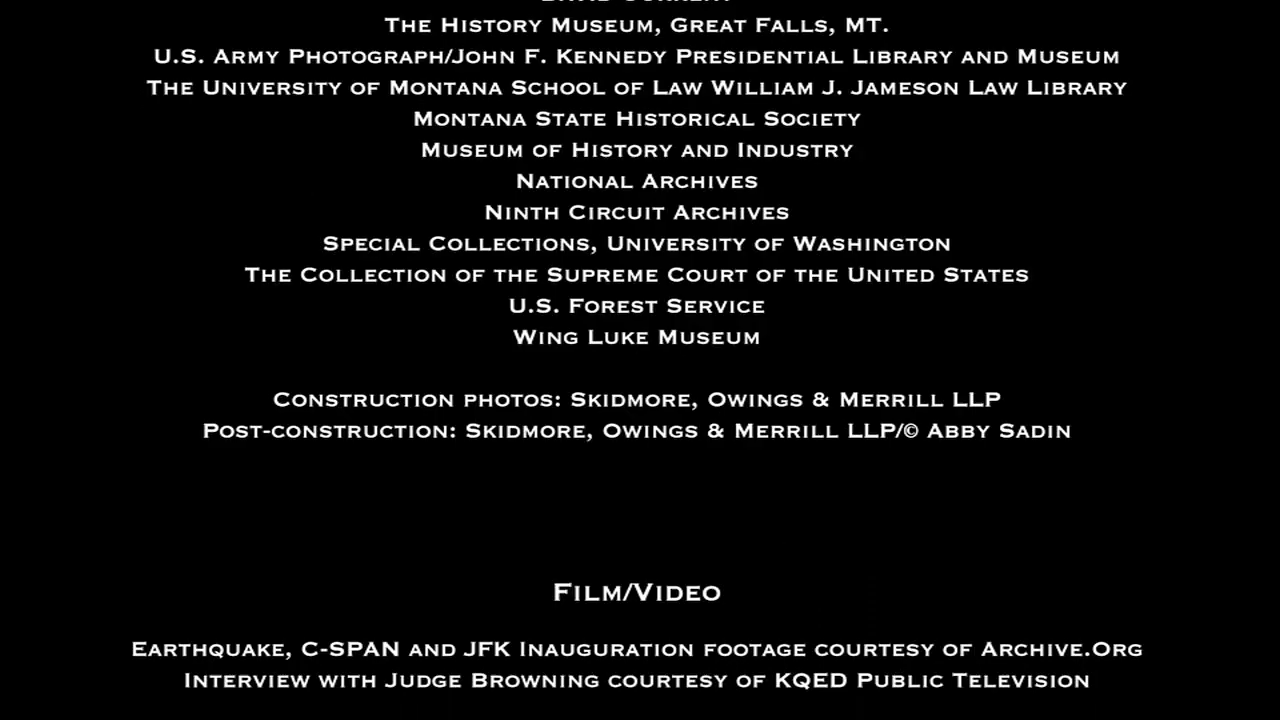 The History Museum, Great Falls, MT.
U.S. Army Photograph/John F. Kennedy Presidential Library and Museum
The University of Montana School of Law William J. Jameson Law Library
Montana State Historical Society
Museum of History and Industry
National Archives
Ninth Circuit Archives
Special Collections, University of Washington
The Collection of the Supreme Court of the United States
U.S. Forest Service
Wing Luke Museum
Construction photos: Skidmore, Owings & Merrill LLP
Post-construction: Skidmore, Owings & Merrill LLP/© Abby Sadin
Film/Video
Earthquake, C-SPAN and JFK Inauguration footage courtesy of Archive.Org
Interview with Judge Browning courtesy of KQED Public Television